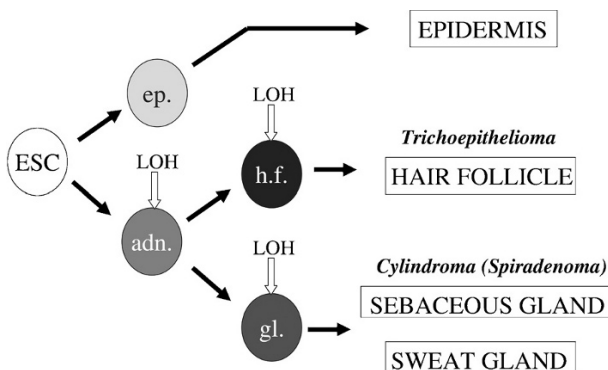 EPIDERMIS
ep.
LOH
Trichoepithelioma
ESC
LOH
h.f.
HAIR FOLLICLE
adn.
LOH
Cylindroma (Spiradenoma)
SEBACEOUS GLAND
gl.
SWEAT GLAND